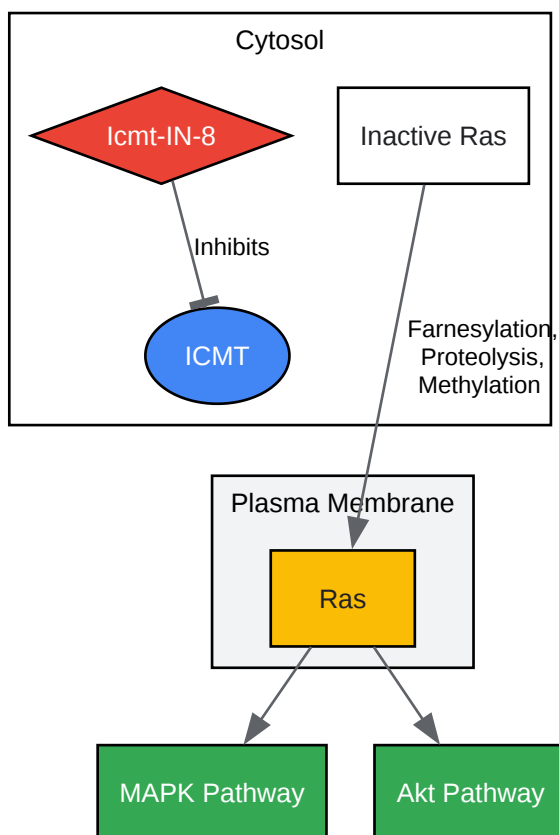 Cytosol
Icmt-IN-8
Inactive Ras
Inhibits
ICMT
Farnesylation,
Proteolysis,
Methylation
Plasma Membrane
Ras
MAPK Pathway
Akt Pathway